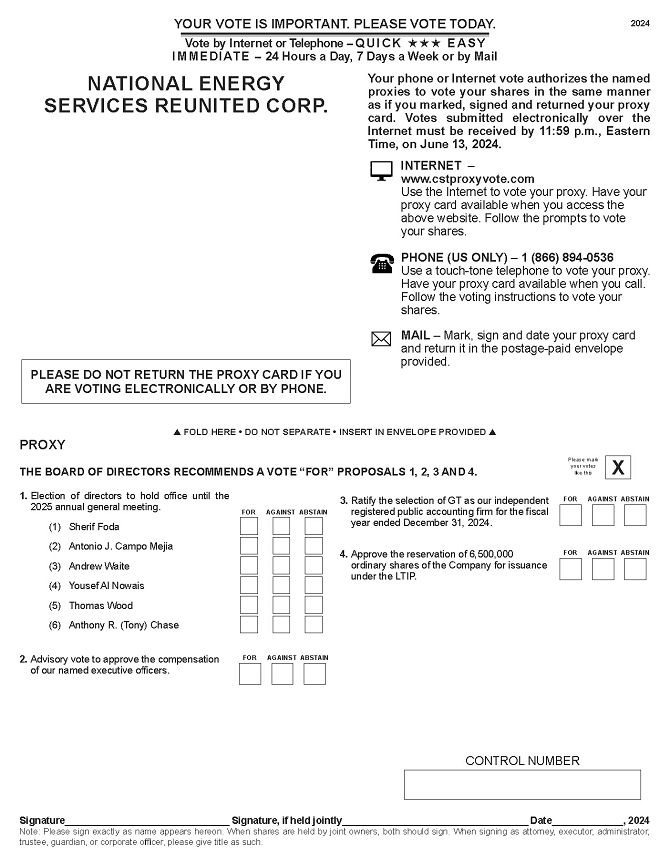 YOUR VOTE IS IMPORTANT. PLEASE VOTE TODAY.
2024
Vote by Internet or Telephone – QUICK ★★★ EASY
IMMEDIATE – 24 Hours a Day, 7 Days a Week or by Mail
NATIONAL ENERGY
SERVICES REUNITED CORP.
Your phone or Internet vote authorizes the named
proxies to vote your shares in the same manner
as if you marked, signed and returned your proxy
card. Votes submitted electronically over the
Internet must be received by 11:59 p.m., Eastern
Time, on June 13, 2024.
INTERNET –
www.cstproxyvote.com
Use the Internet to vote your proxy. Have your
proxy card available when you access the
above website. Follow the prompts to vote
your shares.
PHONE (US ONLY) – 1 (866) 894-0536
Use a touch-tone telephone to vote your proxy.
Have your proxy card available when you call.
Follow the voting instructions to vote your
shares.
MAIL – Mark, sign and date your proxy card
and return it in the postage-paid envelope
provided.
PLEASE DO NOT RETURN THE PROXY CARD IF YOU
ARE VOTING ELECTRONICALLY OR BY PHONE.
▲ FOLD HERE • DO NOT SEPARATE • INSERT IN ENVELOPE PROVIDED ▲
PROXY
THE BOARD OF DIRECTORS RECOMMENDS A VOTE “FOR” PROPOSALS 1, 2, 3 AND 4.
Please mark
your votes
like this
X
1. Election of directors to hold office until the
2025 annual general meeting.
FOR AGAINST ABSTAIN
(1) Sherif Foda
(2) Antonio J. Campo Mejia
(3) Andrew Waite
(4) Yousef Al Nowais
(5) Thomas Wood
(6) Anthony R. (Tony) Chase
2. Advisory vote to approve the compensation
of our named executive officers.
FOR AGAINST ABSTAIN
3. Ratify the selection of GT as our independent
registered public accounting firm for the fiscal
year ended December 31, 2024.
FOR AGAINST ABSTAIN
4. Approve the reservation of 6,500,000
ordinary shares of the Company for issuance
under the LTIP.
FOR AGAINST ABSTAIN
CONTROL NUMBER
Signature______________ Signature, if held jointly______________ Date______________, 2024
Note: Please sign exactly as name appears hereon. When shares are held by joint owners, both should sign. When signing as attorney, executor, administrator,
trustee, guardian, or corporate officer, please give title as such.